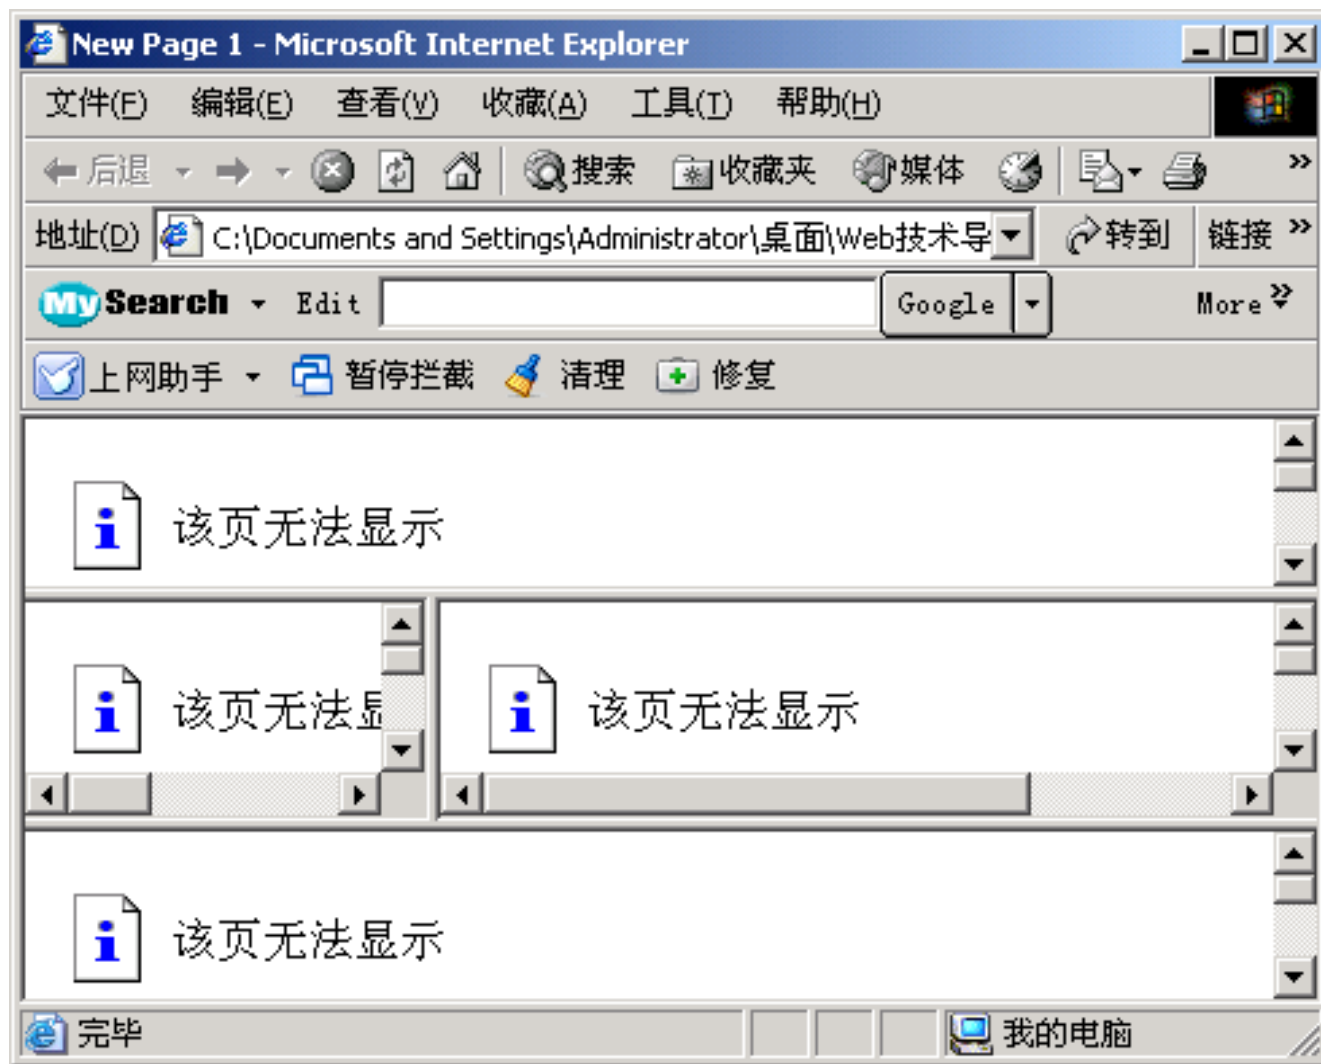 New Page 1 - Microsoft Internet Explorer
文件(F) 编辑(E) 查看(V) 收藏(A) 工具(T) 帮助(H)
后退 搜索 收藏夹 媒体 »
地址(D) C:\Documents and Settings\Administrator\桌面\Web技术导 转到 链接 »
My Search Edit Google More »
上网助手 暂停拦截 清理 修复
i 该页无法显示
i 该页无法显 i 该页无法显示
i 该页无法显示
完毕 我的电脑